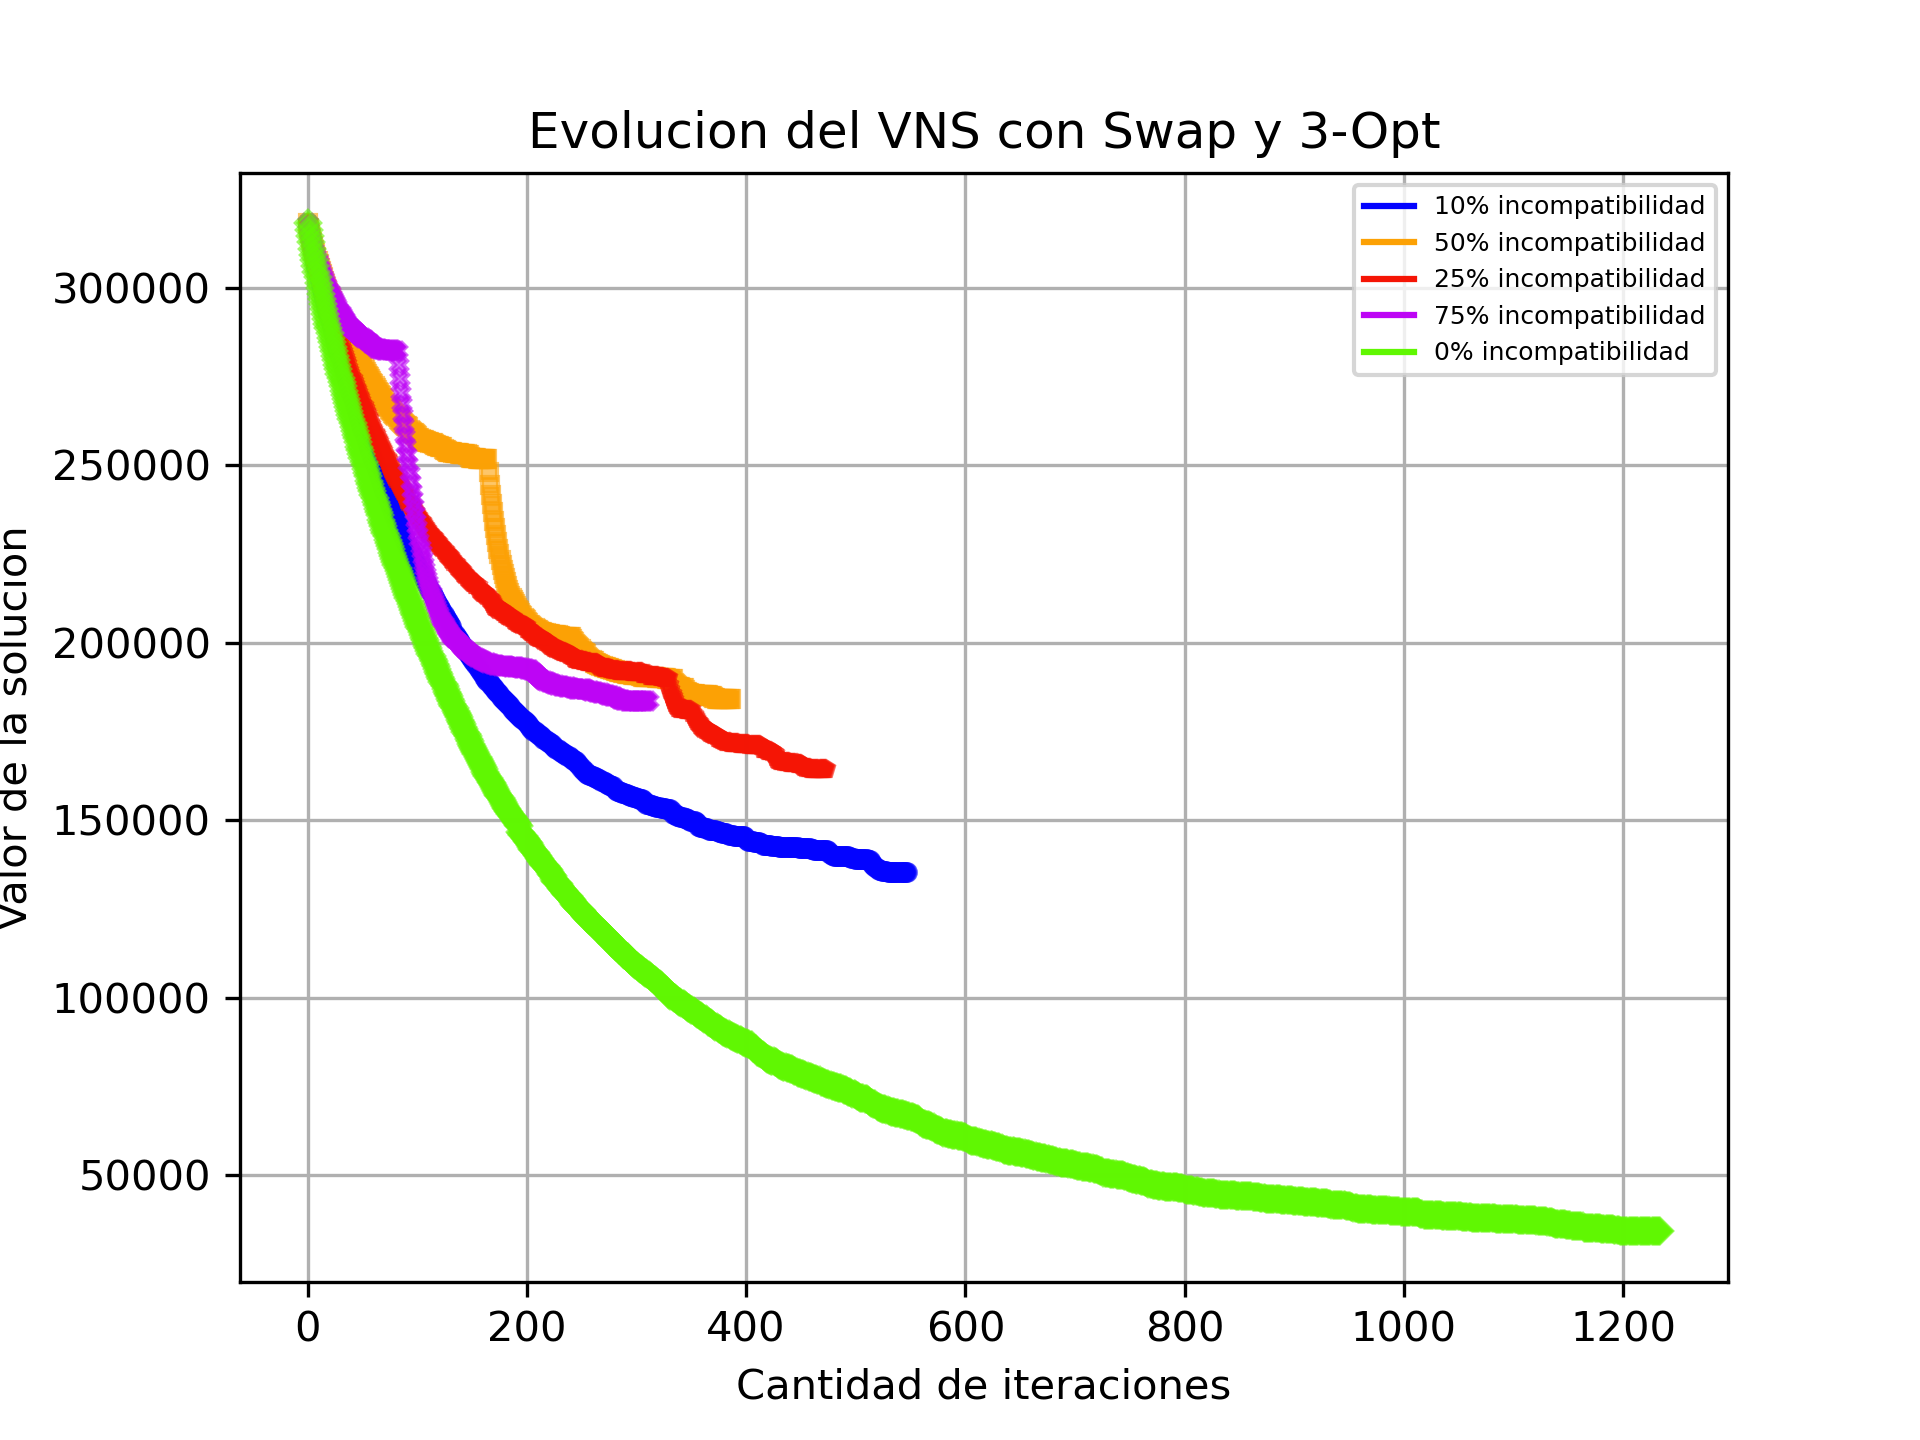 Evolucion del VNS con Swap y 3-Opt
10% incompatibilidad
50% incompatibilidad
25% incompatibilidad
75% incompatibilidad
0% incompatibilidad
Valor de la solucion
300000
250000
200000
150000
100000
50000
0 200 400 600 800 1000 1200
Cantidad de iteraciones